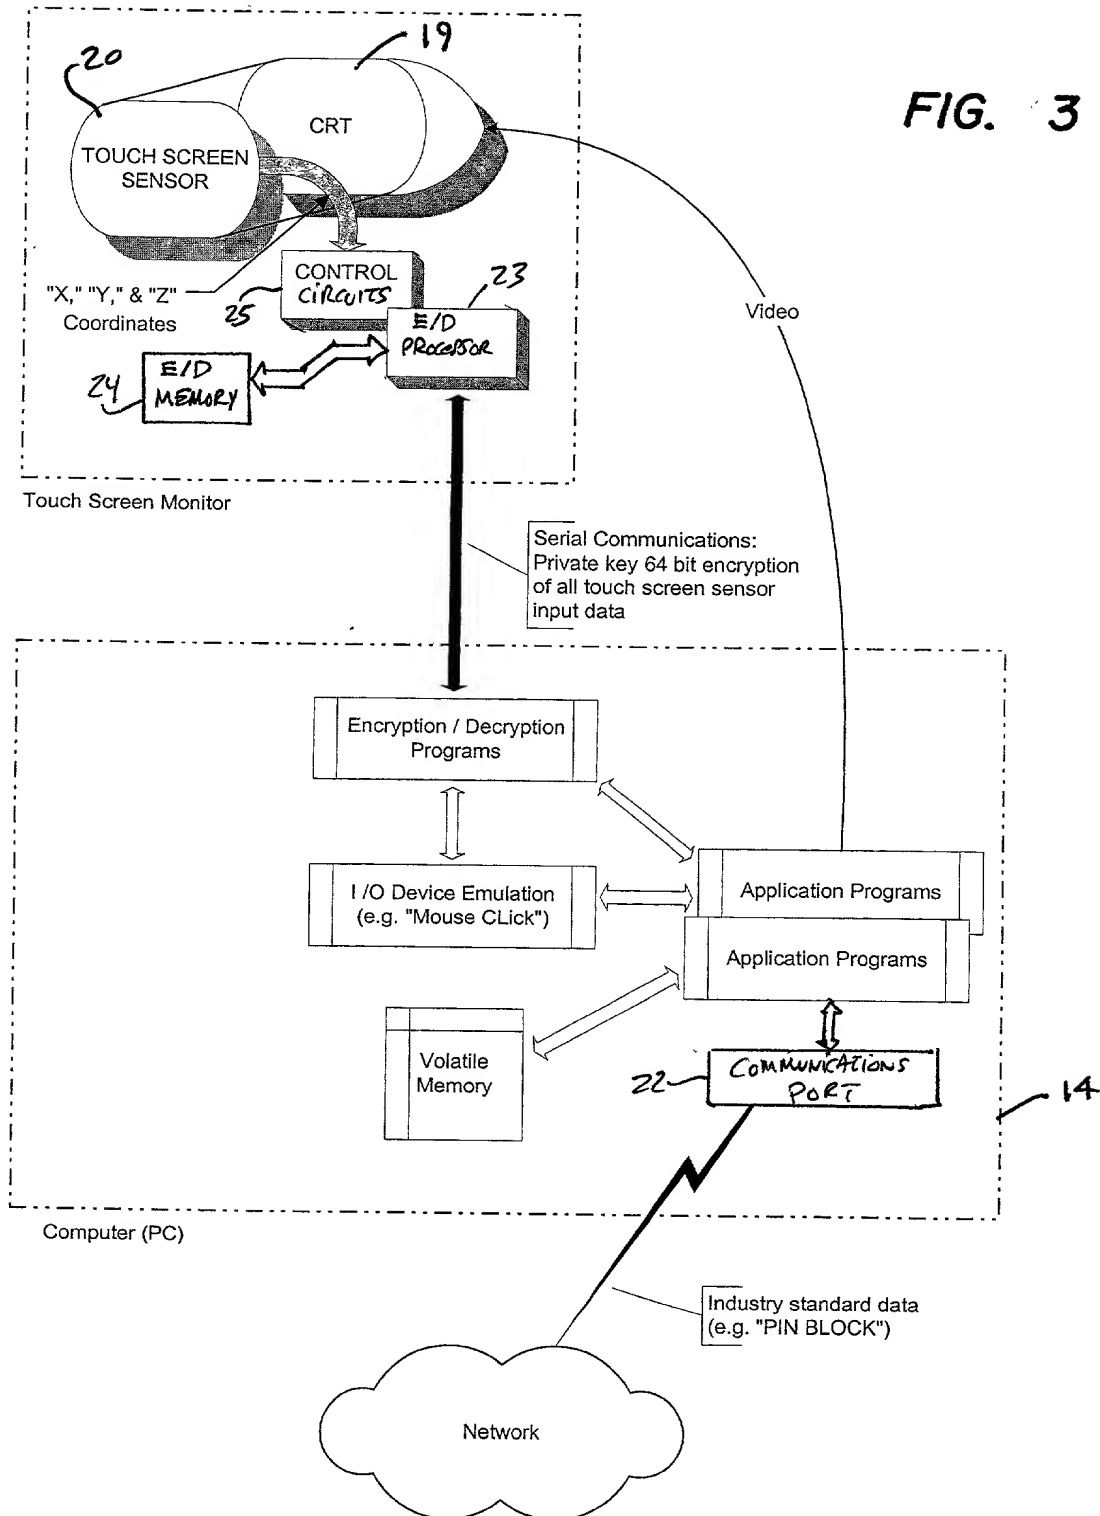 FIG. 3
20
19
CRT
TOUCH SCREEN
SENSOR
CONTROL
CIRCUITS
25
23
"X," "Y," & "Z"
Coordinates
E/D
PROCESSOR
Video
E/D
MEMORY
24
Touch Screen Monitor
Serial Communications:
Private key 64 bit encryption
of all touch screen sensor
input data
Encryption / Decryption
Programs
I /O Device Emulation
(e.g. "Mouse CLick")
Application Programs
Application Programs
Volatile
Memory
COMMUNICATIONS
PORT
22
14
Computer (PC)
Industry standard data
(e.g. "PIN BLOCK")
Network